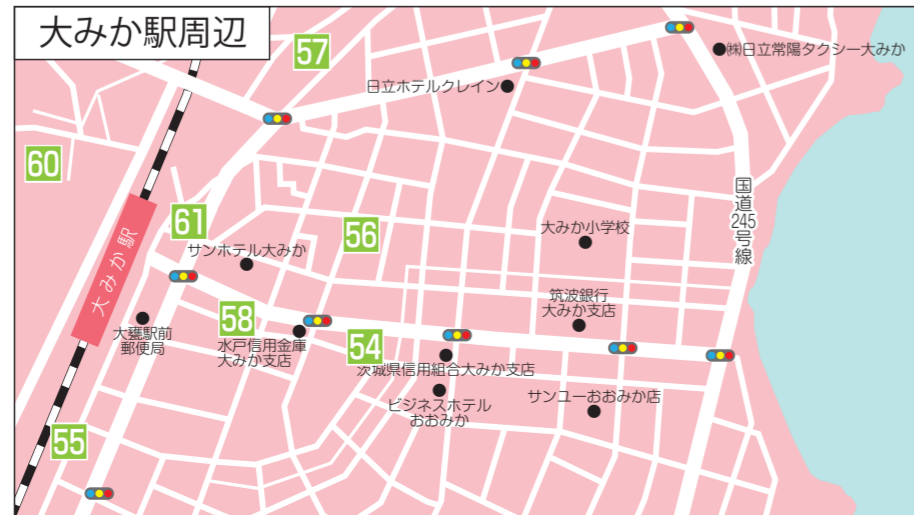 大みか駅周辺
57
㈱日立常陽タクシー大みか
日立ホテルクレイン
60
国道245号線
61
56
大みか小学校
サンホテル大みか
大みか駅
筑波銀行
大みか支店
58
大甕駅前
郵便局
水戸信用金庫
大みか支店
54
茨城県信用組合大みか支店
ビジネスホテル
おおみか
サンユーおおみか店
55